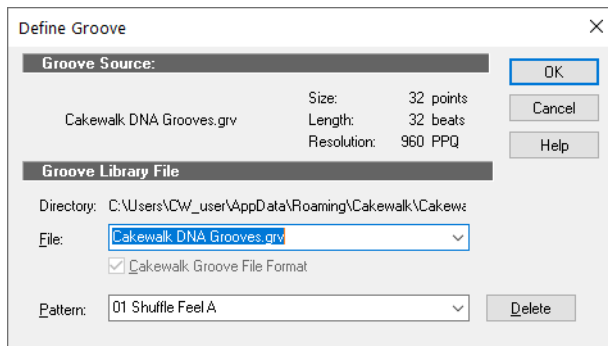 Define Groove
Groove Source:
OK
Size: 32 points
Cakewalk DNA Grooves.grv
Length: 32 beats
Cancel
Resolution: 960 PPQ
Help
Groove Library File
Directory: C:\Users\CW_user\AppData\Roaming\Cakewalk\Cakewa
File: Cakewalk DNA Grooves.grv
Cakewalk Groove File Format
Pattern: 01 Shuffle Feel A
Delete